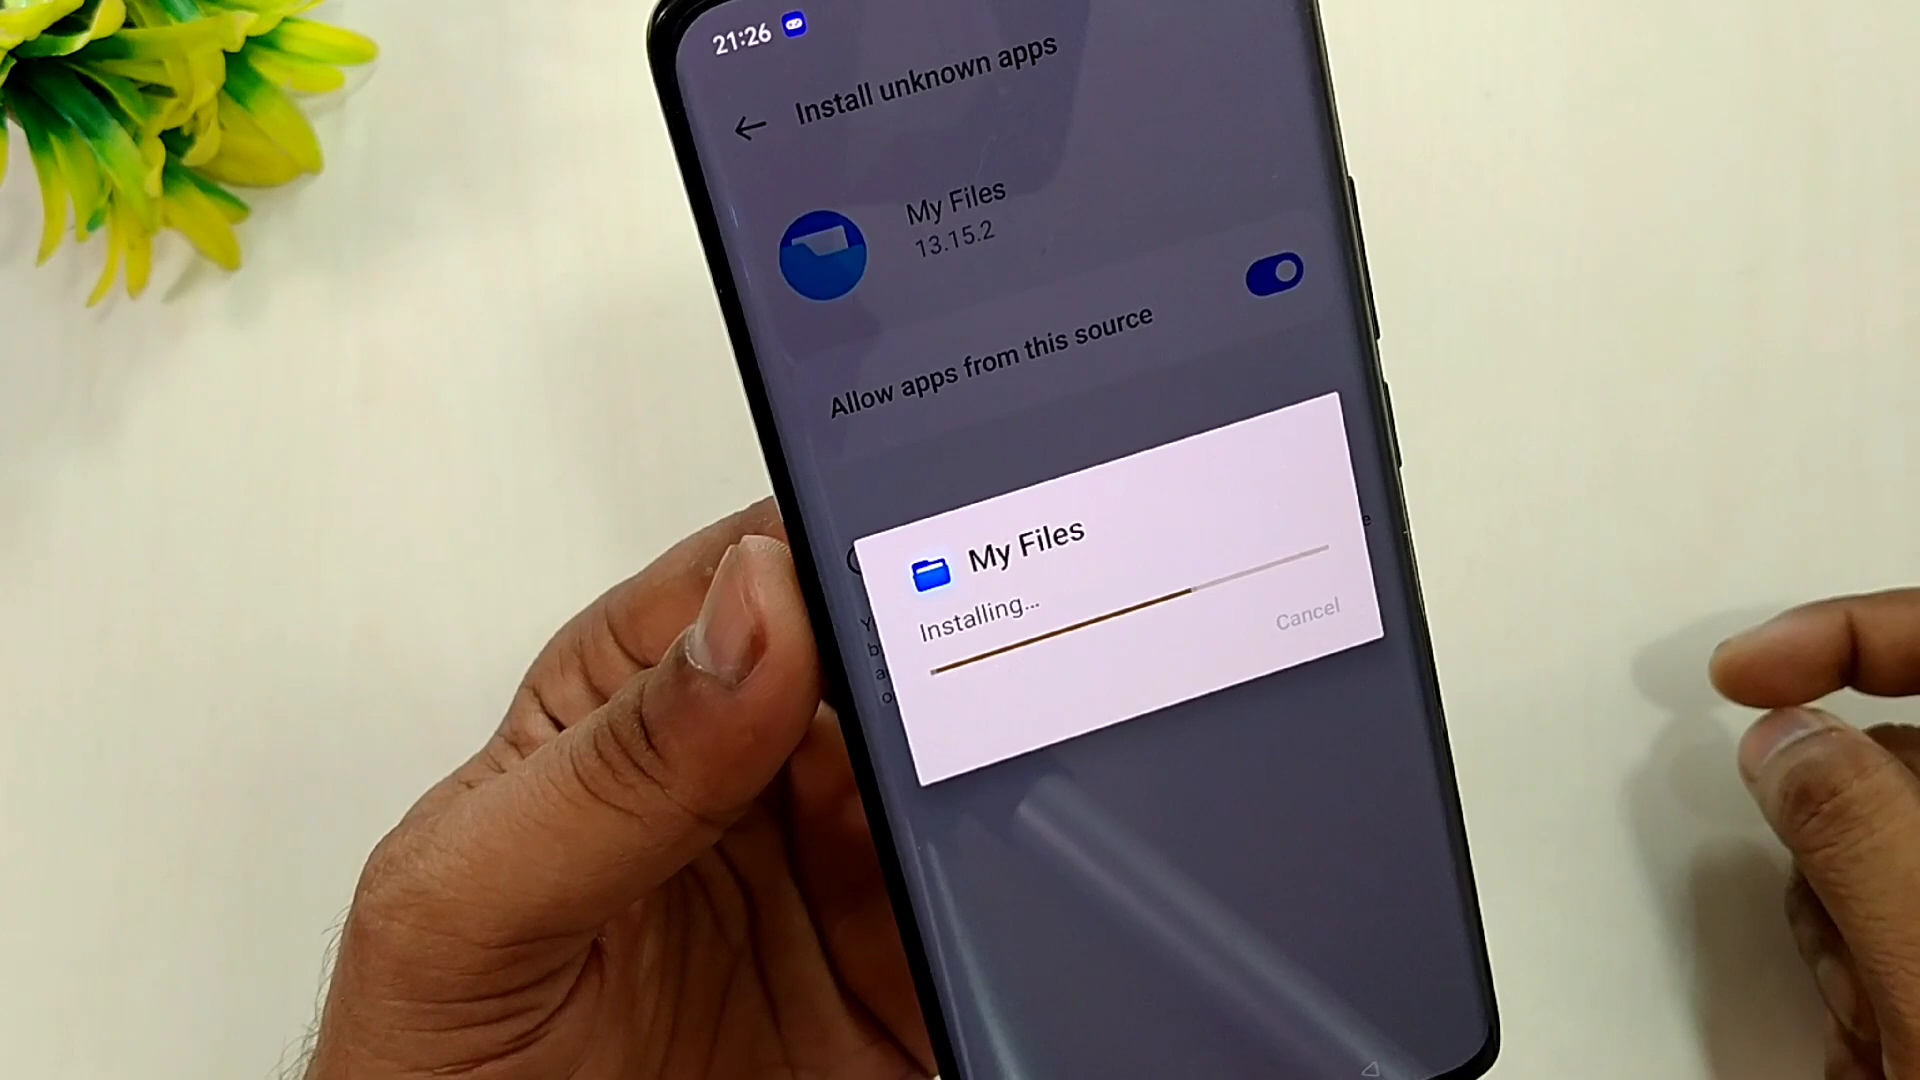 21:26
Install unknown apps
My Files
13.15.2
Allow apps from this source
My Files
Installing...
Cancel